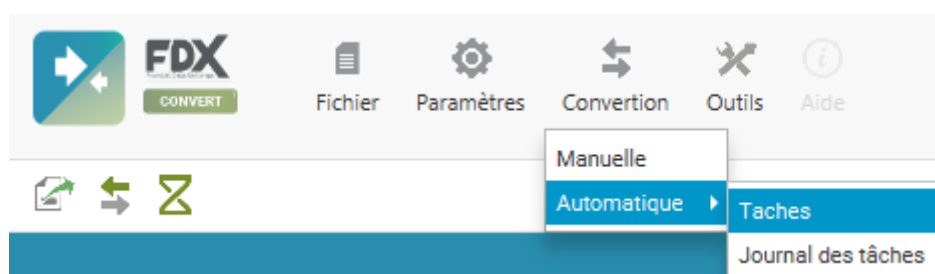 FDX
CONVERT
Fichier
Paramètres
Convertion
Outils
Aide
Manuelle
Automatique
Taches
Journal des tâches